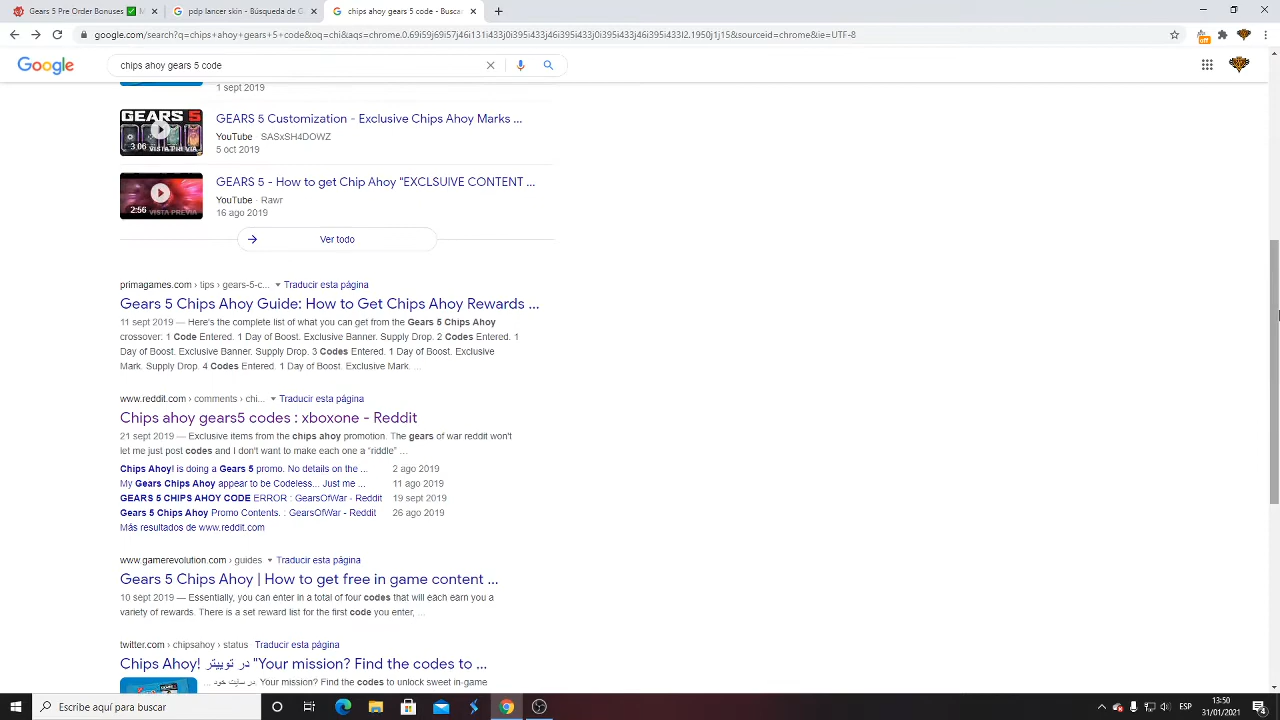 Gears 5 Pre Order Bonuses ✅ M
pdp lancer skin - Búsqueda de G
chips ahoy gears 5 code - Buscar
google.com/search?q=chips+ahoy+gears+5+code&oq=chi&aqs=chrome.0.69i59j69i57j46i131i433j0i395i433j46i395i433j46i395i433j0i395i433j46i395i433l2.1950j1j15&sourceid=chrome&ie=UTF-8
off
Google
chips ahoy gears 5 code
1 sept 2019
GEARS 5
3:06
VISTA PREVIA
GEARS 5 Customization - Exclusive Chips Ahoy Marks ...
YouTube · SASxSH4DOWZ
5 oct 2019
2:56
VISTA PREVIA
GEARS 5 - How to get Chip Ahoy “EXCLSUIVE CONTENT ...
YouTube · Rawr
16 ago 2019
Ver todo
primagames.com › tips › gears-5-c... Traducir esta página
Gears 5 Chips Ahoy Guide: How to Get Chips Ahoy Rewards ...
11 sept 2019 — Here's the complete list of what you can get from the Gears 5 Chips Ahoy
crossover: 1 Code Entered. 1 Day of Boost. Exclusive Banner. Supply Drop. 2 Codes Entered. 1
Day of Boost. Exclusive Banner. Supply Drop. 3 Codes Entered. 1 Day of Boost. Exclusive
Mark. Supply Drop. 4 Codes Entered. 1 Day of Boost. Exclusive Mark. ...
www.reddit.com › comments › chi... Traducir esta página
Chips ahoy gears5 codes : xboxone - Reddit
21 sept 2019 — Exclusive items from the chips ahoy promotion. The gears of war reddit won't
let me just post codes and I don't want to make each one a “riddle” ...
Chips Ahoy! is doing a Gears 5 promo. No details on the ... 2 ago 2019
My Gears Chips Ahoy appear to be Codeless... Just me ... 11 ago 2019
GEARS 5 CHIPS AHOY CODE ERROR : GearsOfWar - Reddit 19 sept 2019
Gears 5 Chips Ahoy Promo Contents. : GearsOfWar - Reddit 26 ago 2019
Más resultados de www.reddit.com
www.gamerevolution.com › guides Traducir esta página
Gears 5 Chips Ahoy | How to get free in game content ...
10 sept 2019 — Essentially, you can enter in a total of four codes that will each earn you a
variety of rewards. There is a set reward list for the first code you enter, ...
twitter.com › chipsahoy › status Traducir esta página
Chips Ahoy! در توییتر "Your mission? Find the codes to ...
... در سایت خود. Your mission? Find the codes to unlock sweet in-game
Escribe aquí para buscar
ESP
13:50
31/01/2021